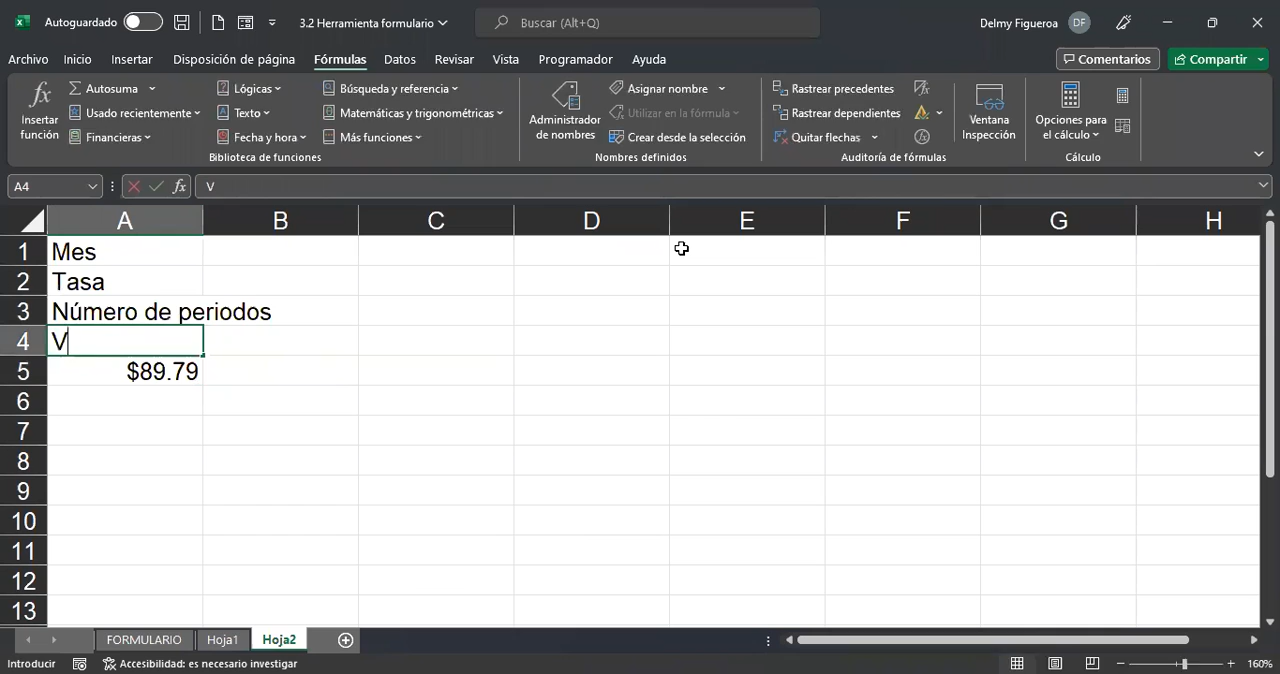 Autoguardado 3.2 Herramienta formulario Buscar (Alt+Q) Delmy Figueroa DF
Archivo Inicio Insertar Disposición de página Fórmulas Datos Revisar Vista Programador Ayuda Comentarios Compartir
Insertar función
Autosuma
Usado recientemente
Financieras
Lógicas
Texto
Fecha y hora
Búsqueda y referencia
Matemáticas y trigonométricas
Más funciones
Biblioteca de funciones
Administrador de nombres
Asignar nombre
Utilizar en la fórmula
Crear desde la selección
Nombres definidos
Rastrear precedentes
Rastrear dependientes
Quitar flechas
Auditoría de fórmulas
Ventana Inspección
Opciones para el cálculo
Cálculo
A4 fx V
A B C D E F G H
1 Mes
2 Tasa
3 Número de periodos
4 V
5 $89.79
6
7
8
9
10
11
12
13
FORMULARIO Hoja1 Hoja2
Introducir Accesibilidad: es necesario investigar 160%